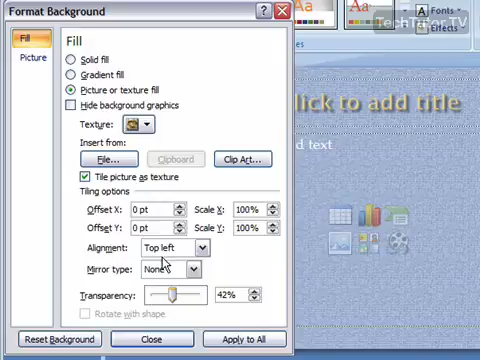 Format Background
Fill
Picture
Fill
Solid fill
Gradient fill
Picture or texture fill
Hide background graphics
Texture:
Insert from:
File...
Clipboard
Clip Art...
Tile picture as texture
Tiling options
Offset X: 0 pt Scale X: 100%
Offset Y: 0 pt Scale Y: 100%
Alignment: Top left
Mirror type: None
Transparency: 42%
Rotate with shape
Reset Background Close Apply to All
Aa
Fonts
Effects
TechTutor.TV
lick to add title
d text